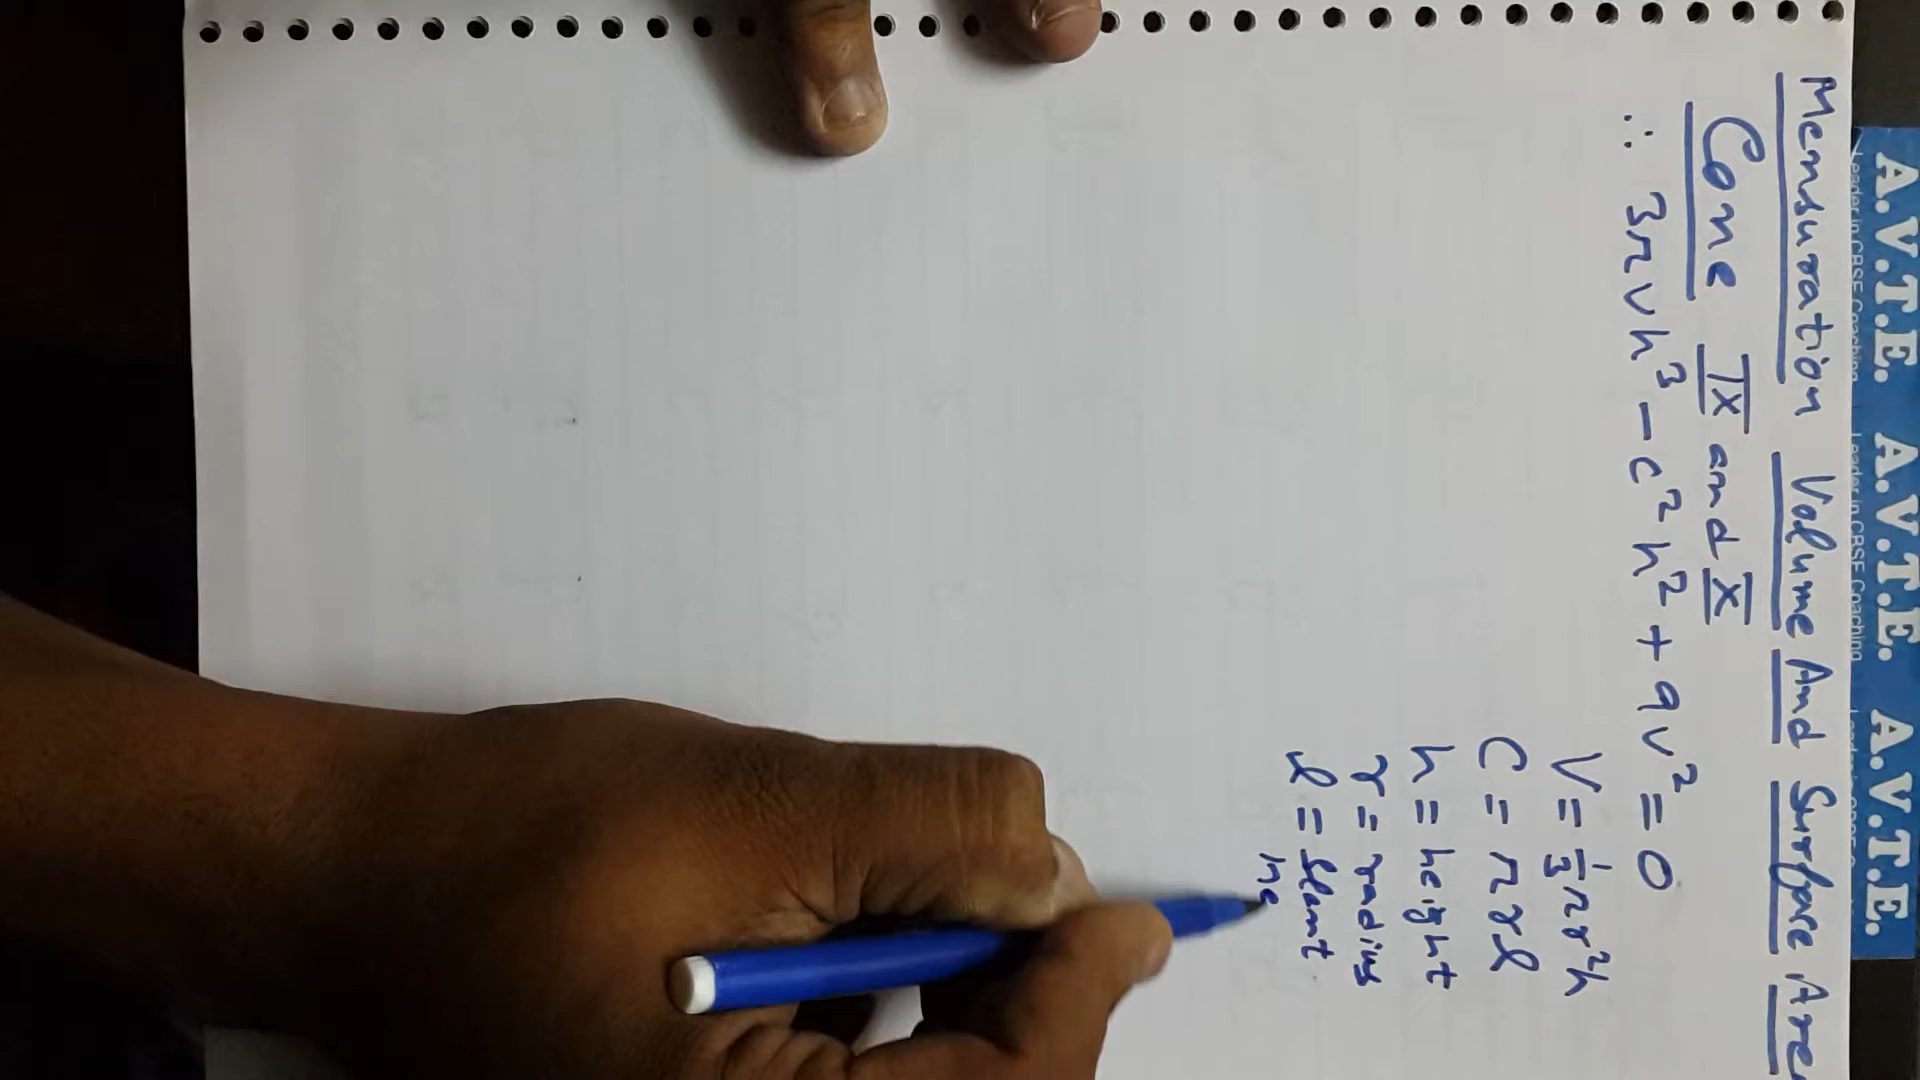 A.V.T.E. A.V.T.E. A.V.T.E.
Leader in CBSE Coaching Leader in CBSE Coaching
Mensuration Volume And Surface Are
Cone IX and X
∴ 3πvh³ - c²h² + 9v² = 0
V = 1/3 πr²h
C = πrl
h = height
r = radius
l = slant
he